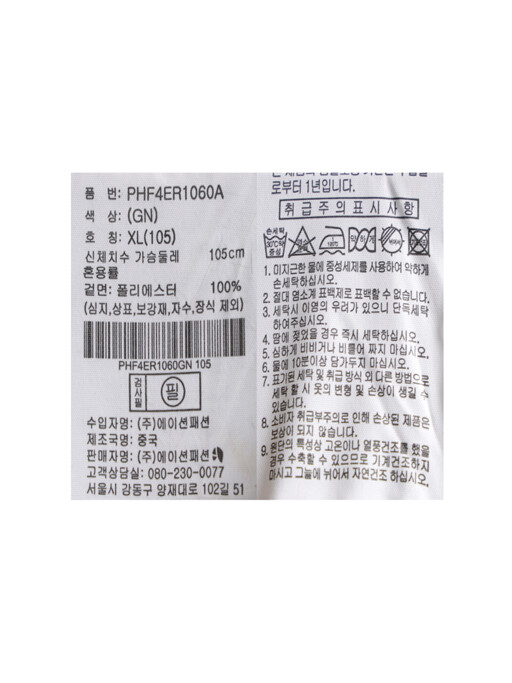 품 번: PHF4ER1060A
색 상: (GN)
호 칭: XL(105)
신체치수 가슴둘레 105cm
혼용률
겉면: 폴리에스터 100%
(심지,상표,보강재,자수,장식 제외)
PHF4ER1060GN 105
검사필 필
수입자명: (주)에이션패션
제조국명: 중국
판매자명: (주)에이션패션
고객상담실: 080-230-0077
서울시 강동구 양재대로 102길 51
로부터 1년입니다.
취급주의표시사항
손세탁
30℃약
중성
염소
180℃
약하게
드라이
1. 미지근한 물에 중성세제를 사용하여 약하게
손세탁하십시오.
2. 절대 염소계 표백제로 표백할 수 없습니다.
3. 세탁시 이염의 우려가 있으니 단독세탁
하여주십시오.
4. 땀에 젖었을 경우 즉시 세탁하십시오.
5. 심하게 비비거나 비틀어 짜지 마십시오.
6. 물에 10분이상 담가두지 마십시오.
7. 표기된 세탁 및 취급 방식 외 다른 방법으로
세탁 할 시 옷의 변형 및 손상이 생길 수
있습니다.
8. 소비자 취급부주의로 인해 손상된 제품은
보상이 되지 않습니다.
9. 원단의 특성상 고온이나 열풍건조를 했을
경우 수축할 수 있으므로 기계건조하지
마시고 그늘에 뉘어서 자연건조 하십시오.